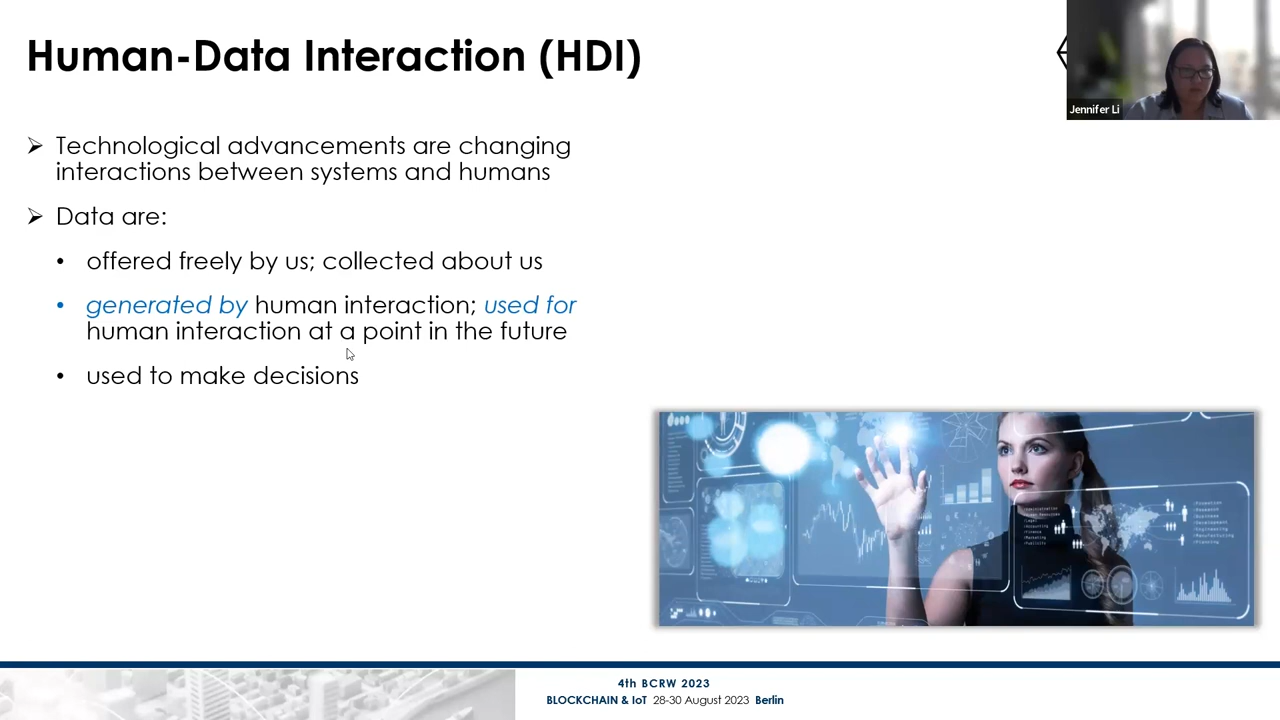 Human-Data Interaction (HDI)
Jennifer Li
➢ Technological advancements are changing
interactions between systems and humans
➢ Data are:
• offered freely by us; collected about us
• generated by human interaction; used for
human interaction at a point in the future
• used to make decisions
4th BCRW 2023
BLOCKCHAIN & IoT 28-30 August 2023 Berlin